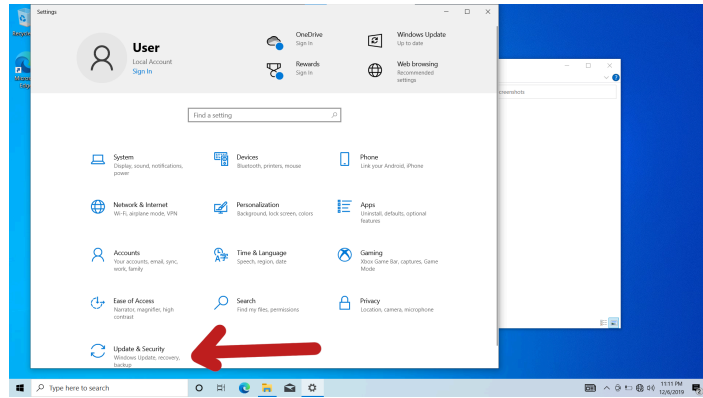 Settings
User
Local Account
Sign In
OneDrive
Sign in
Windows Update
Up to date
Rewards
Sign in
Web browsing
Recommended
settings
Find a setting
System
Display, sound, notifications,
power
Devices
Bluetooth, printers, mouse
Phone
Link your Android, iPhone
Network & Internet
Wi-Fi, airplane mode, VPN
Personalization
Background, lock screen, colors
Apps
Uninstall, defaults, optional
features
Accounts
Your accounts, email, sync,
work, family
Time & Language
Speech, region, date
Gaming
Xbox Game Bar, captures, Game
Mode
Ease of Access
Narrator, magnifier, high
contrast
Search
Find my files, permissions
Privacy
Location, camera, microphone
Update & Security
Windows Update, recovery,
backup
Type here to search
11:11 PM
12/6/2019
2